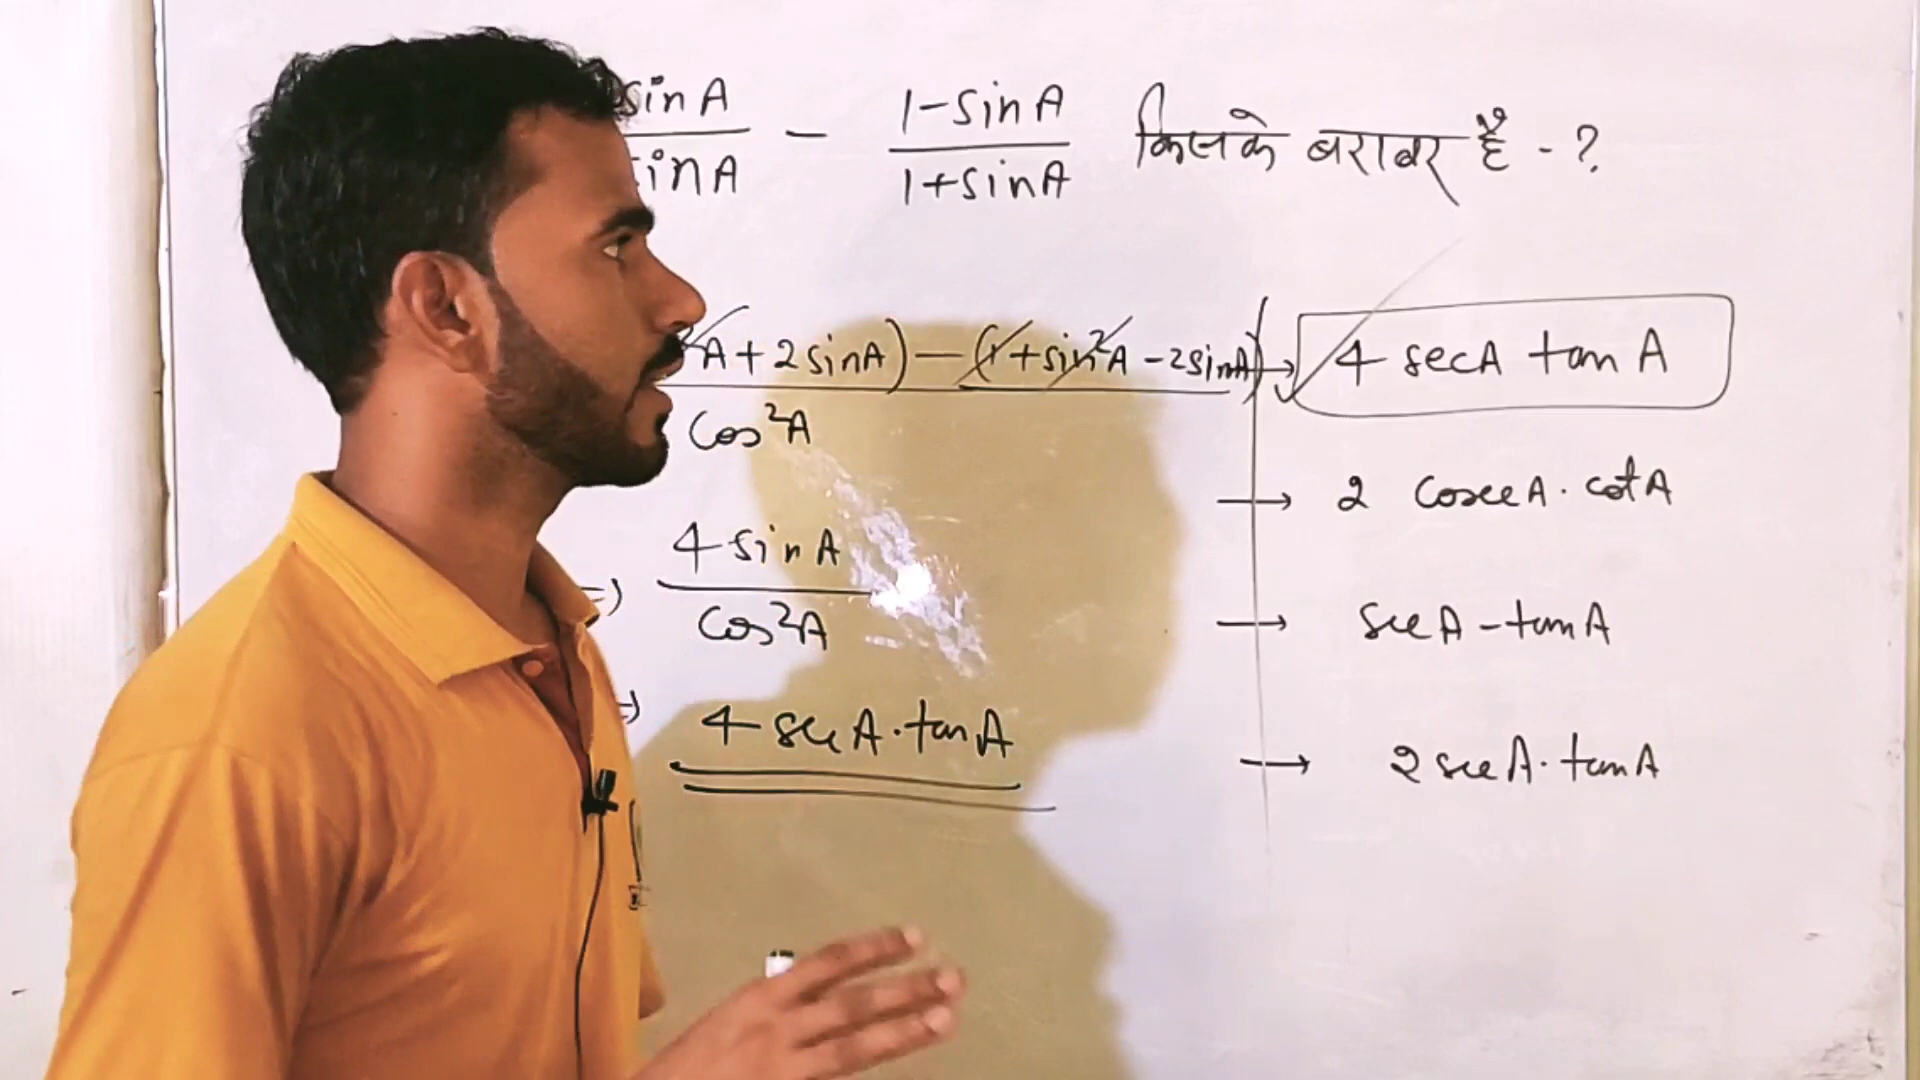 sinA / inA - 1-sinA / 1+sinA किसके बराबर है - ?
²A + 2sinA) - (1+sin²A - 2sinA) / cos²A
→ 4 secA tanA
→ 2 cosecA · cotA
=) 4 sinA / cos²A
→ secA - tanA
=) 4 secA · tanA
→ 2 secA · tanA